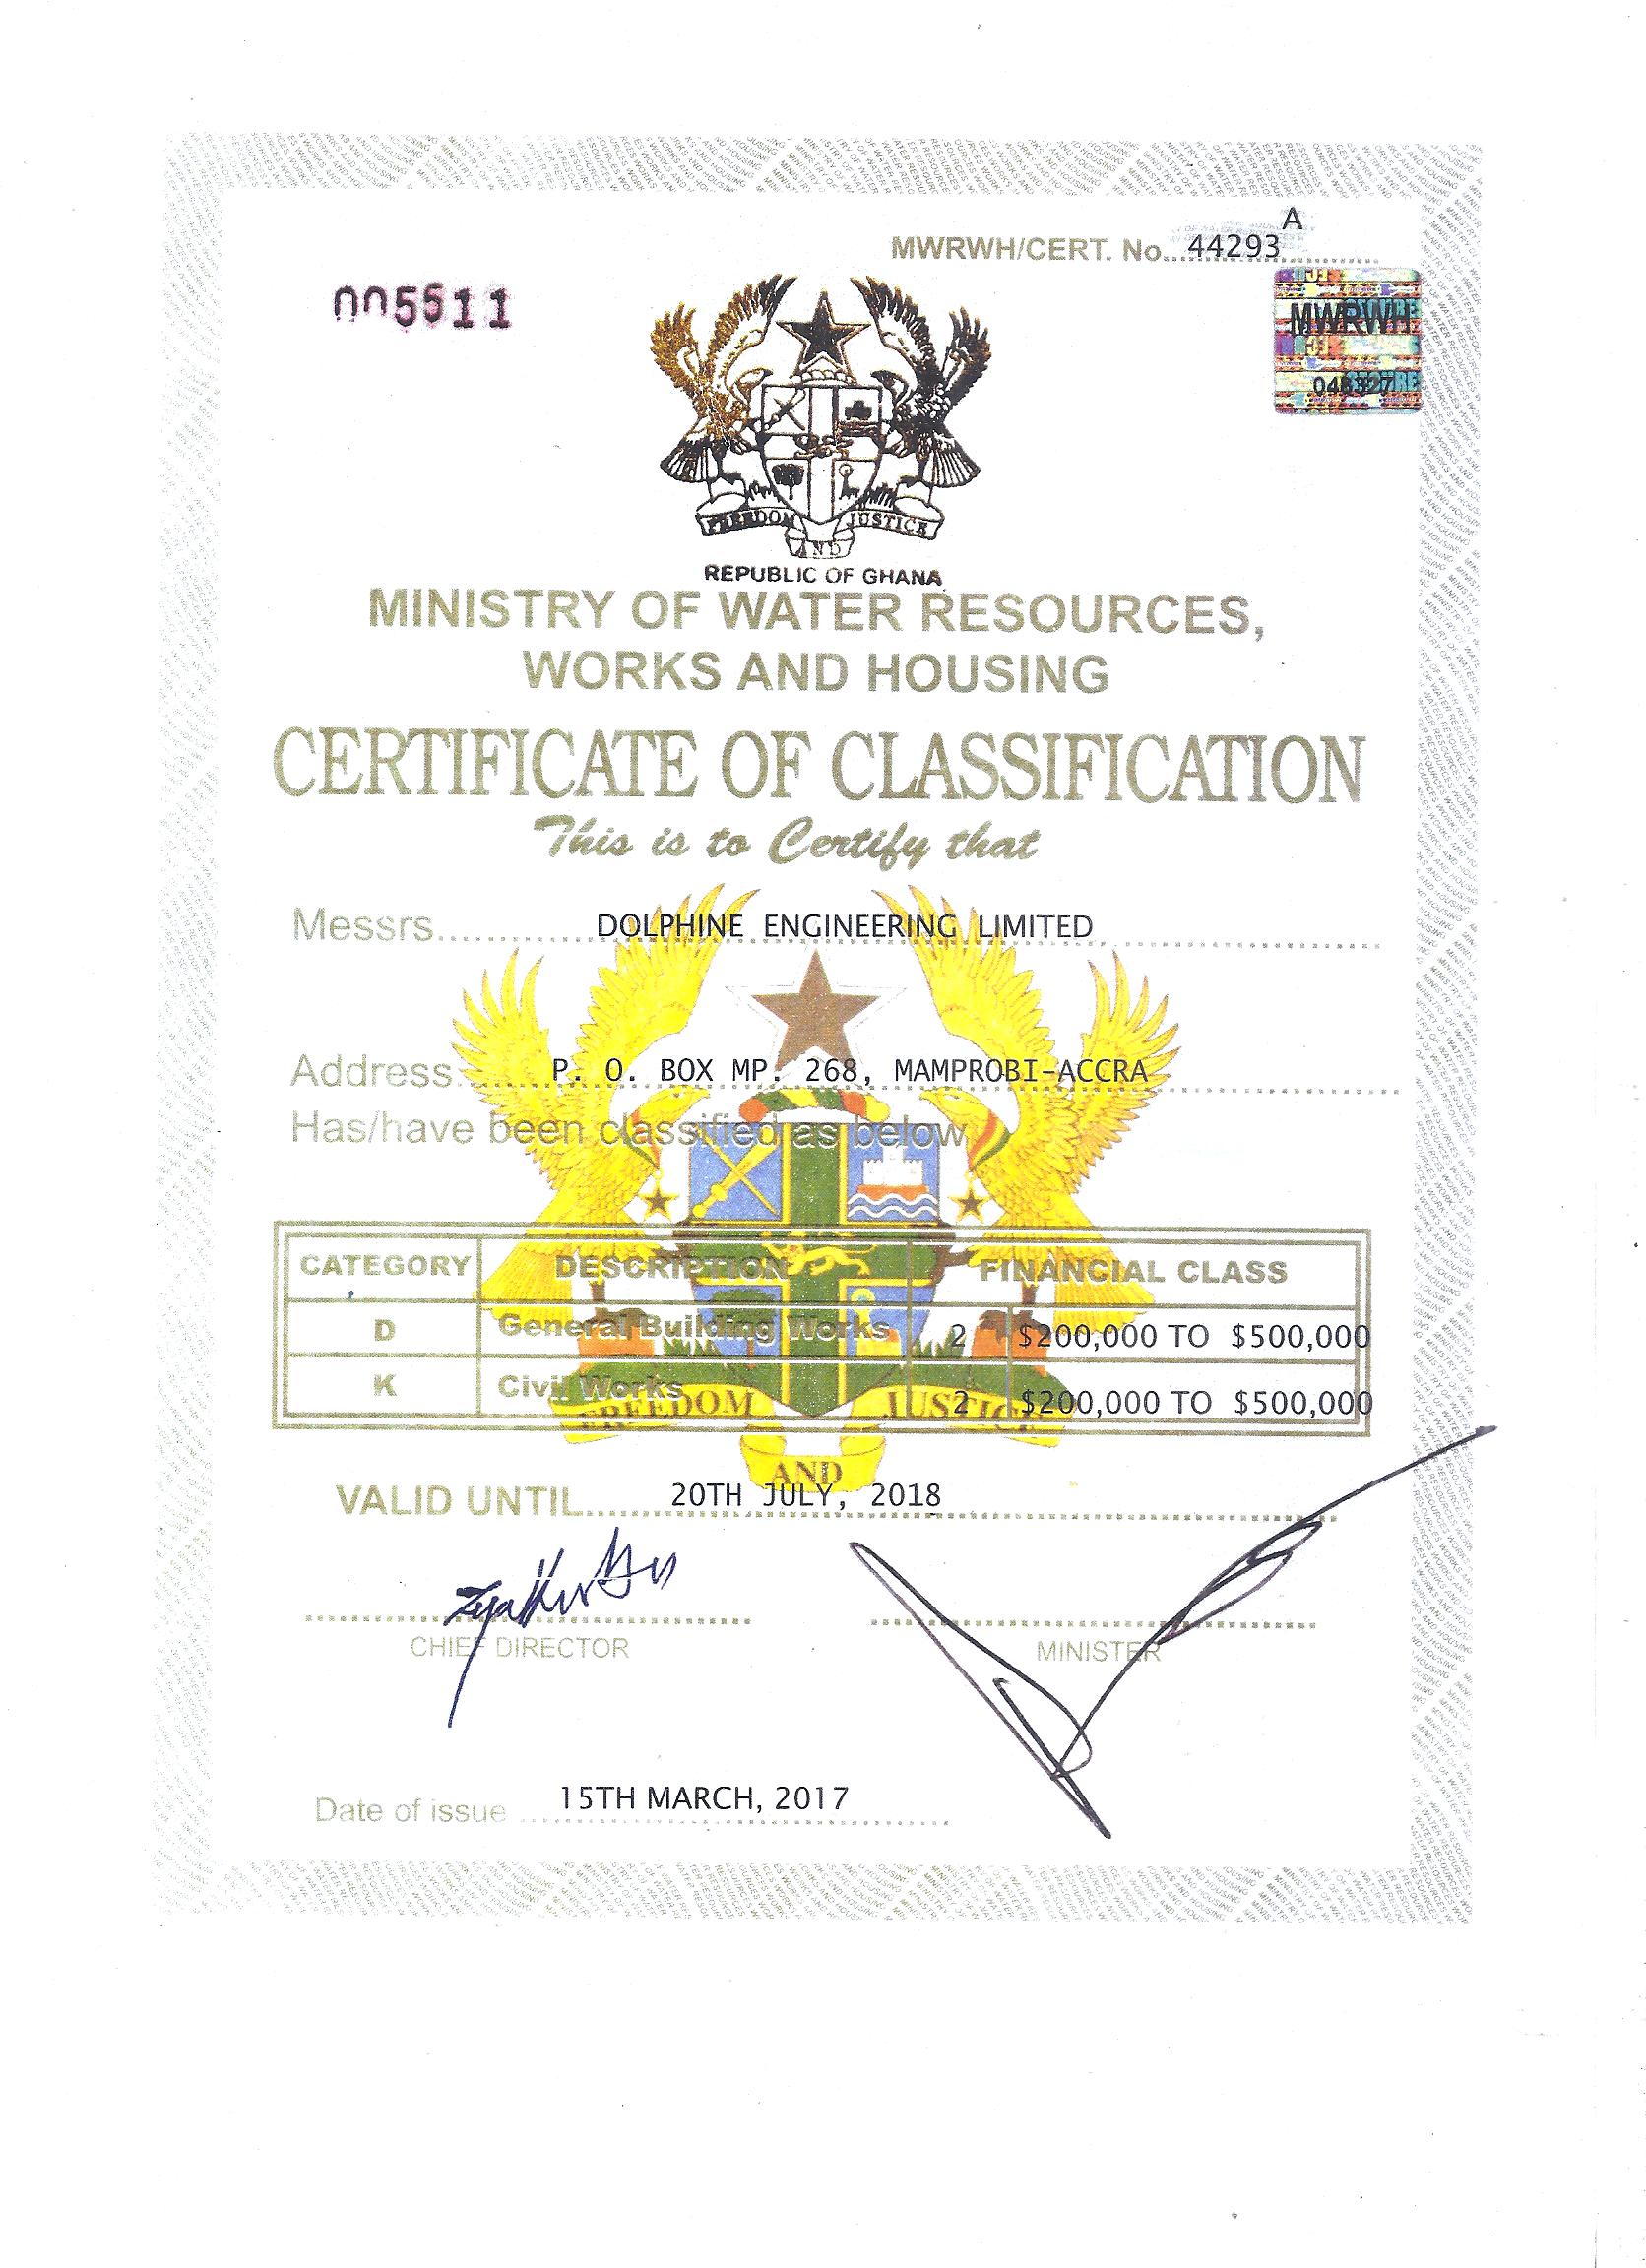 A
MWRWH/CERT. No. 44293
005511
MWRWH
FREEDOM AND JUSTICE
REPUBLIC OF GHANA
MINISTRY OF WATER RESOURCES,
WORKS AND HOUSING
CERTIFICATE OF CLASSIFICATION
This is to Certify that
Messrs DOLPHINE ENGINEERING LIMITED
Address P. O. BOX MP. 268, MAMPROBI-ACCRA
Has/have been classified as below
CATEGORY DESCRIPTION FINANCIAL CLASS
D General Building Works 2 $200,000 TO $500,000
K Civil Works 2 $200,000 TO $500,000
FREEDOM AND JUSTICE
VALID UNTIL 20TH JULY, 2018
CHIEF DIRECTOR MINISTER
Date of issue 15TH MARCH, 2017